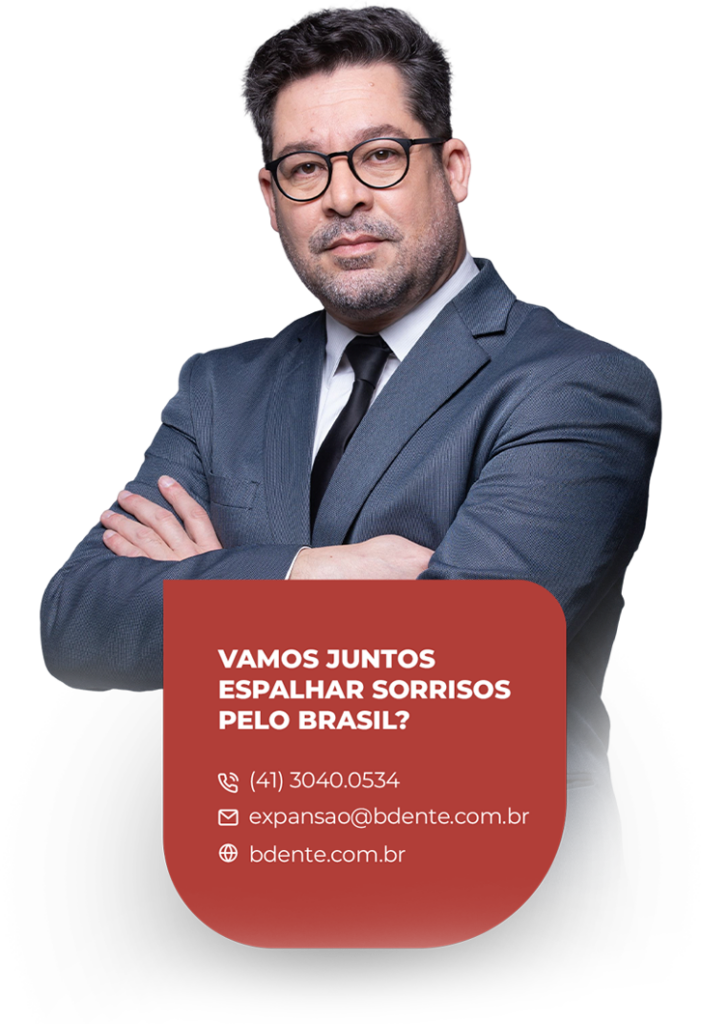 VAMOS JUNTOS
ESPALHAR SORRISOS
PELO BRASIL?
(41) 3040.0534
expansao@bdente.com.br
bdente.com.br